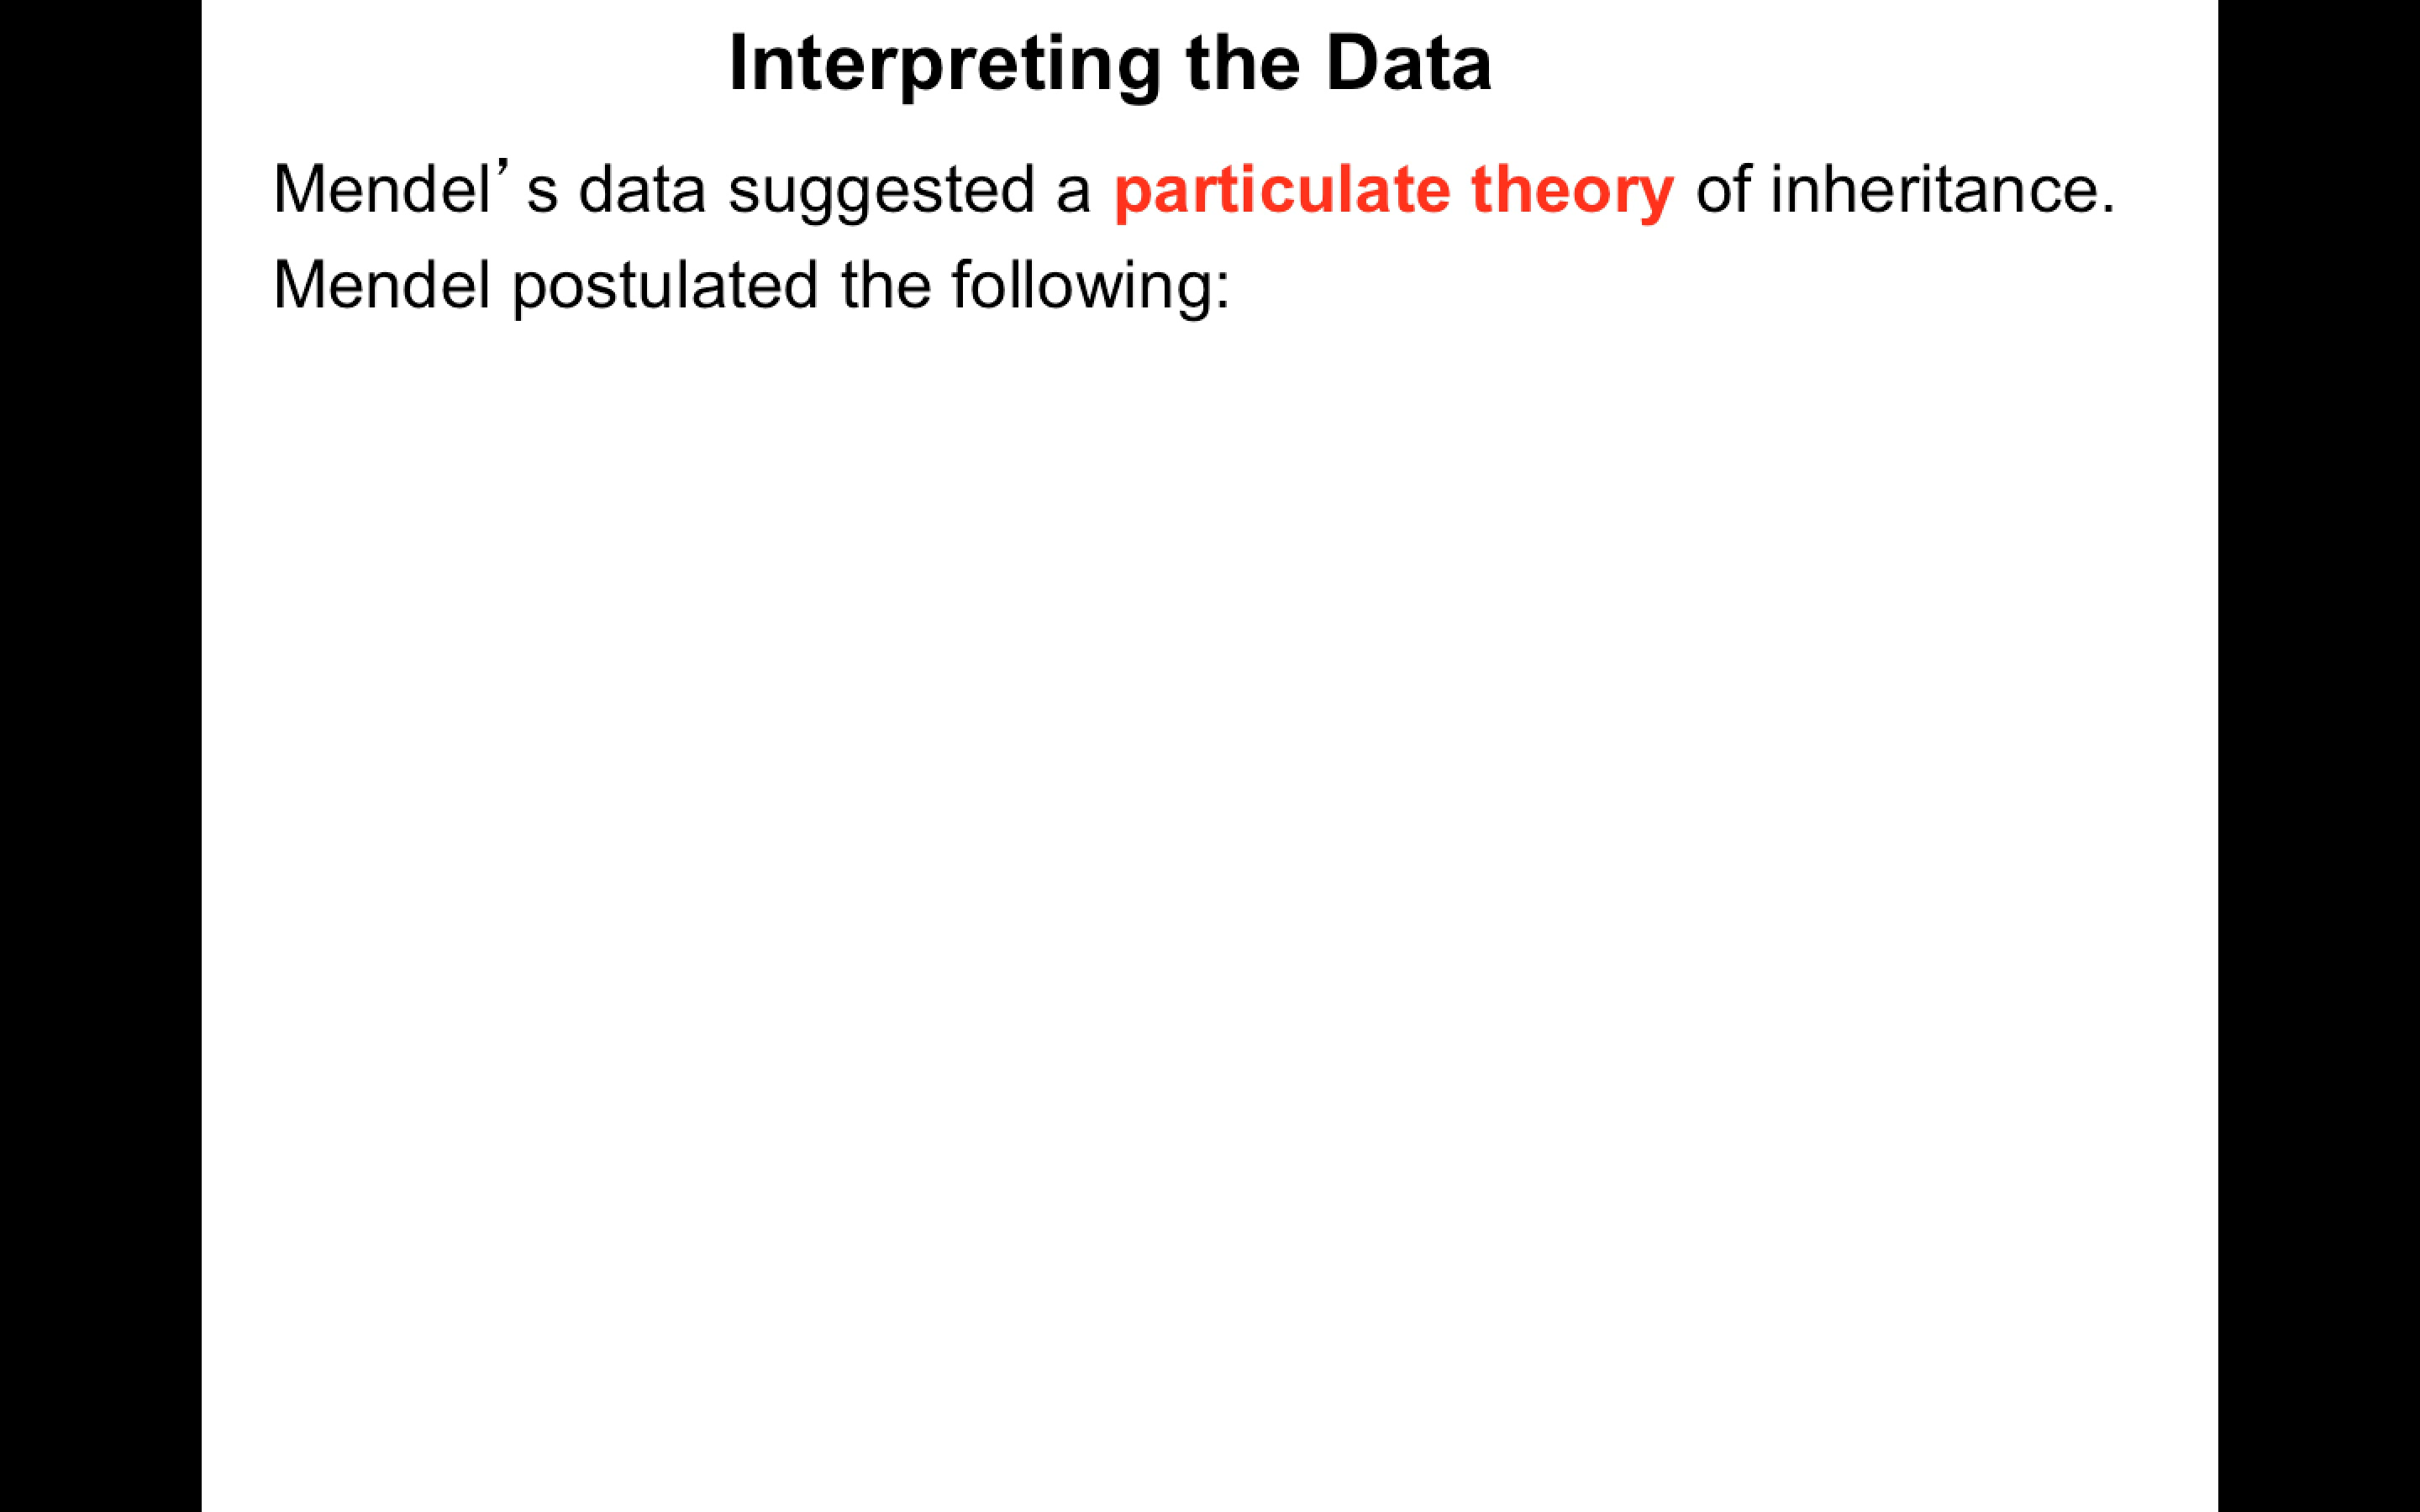 Interpreting the Data
Mendel’s data suggested a particulate theory of inheritance.
Mendel postulated the following: